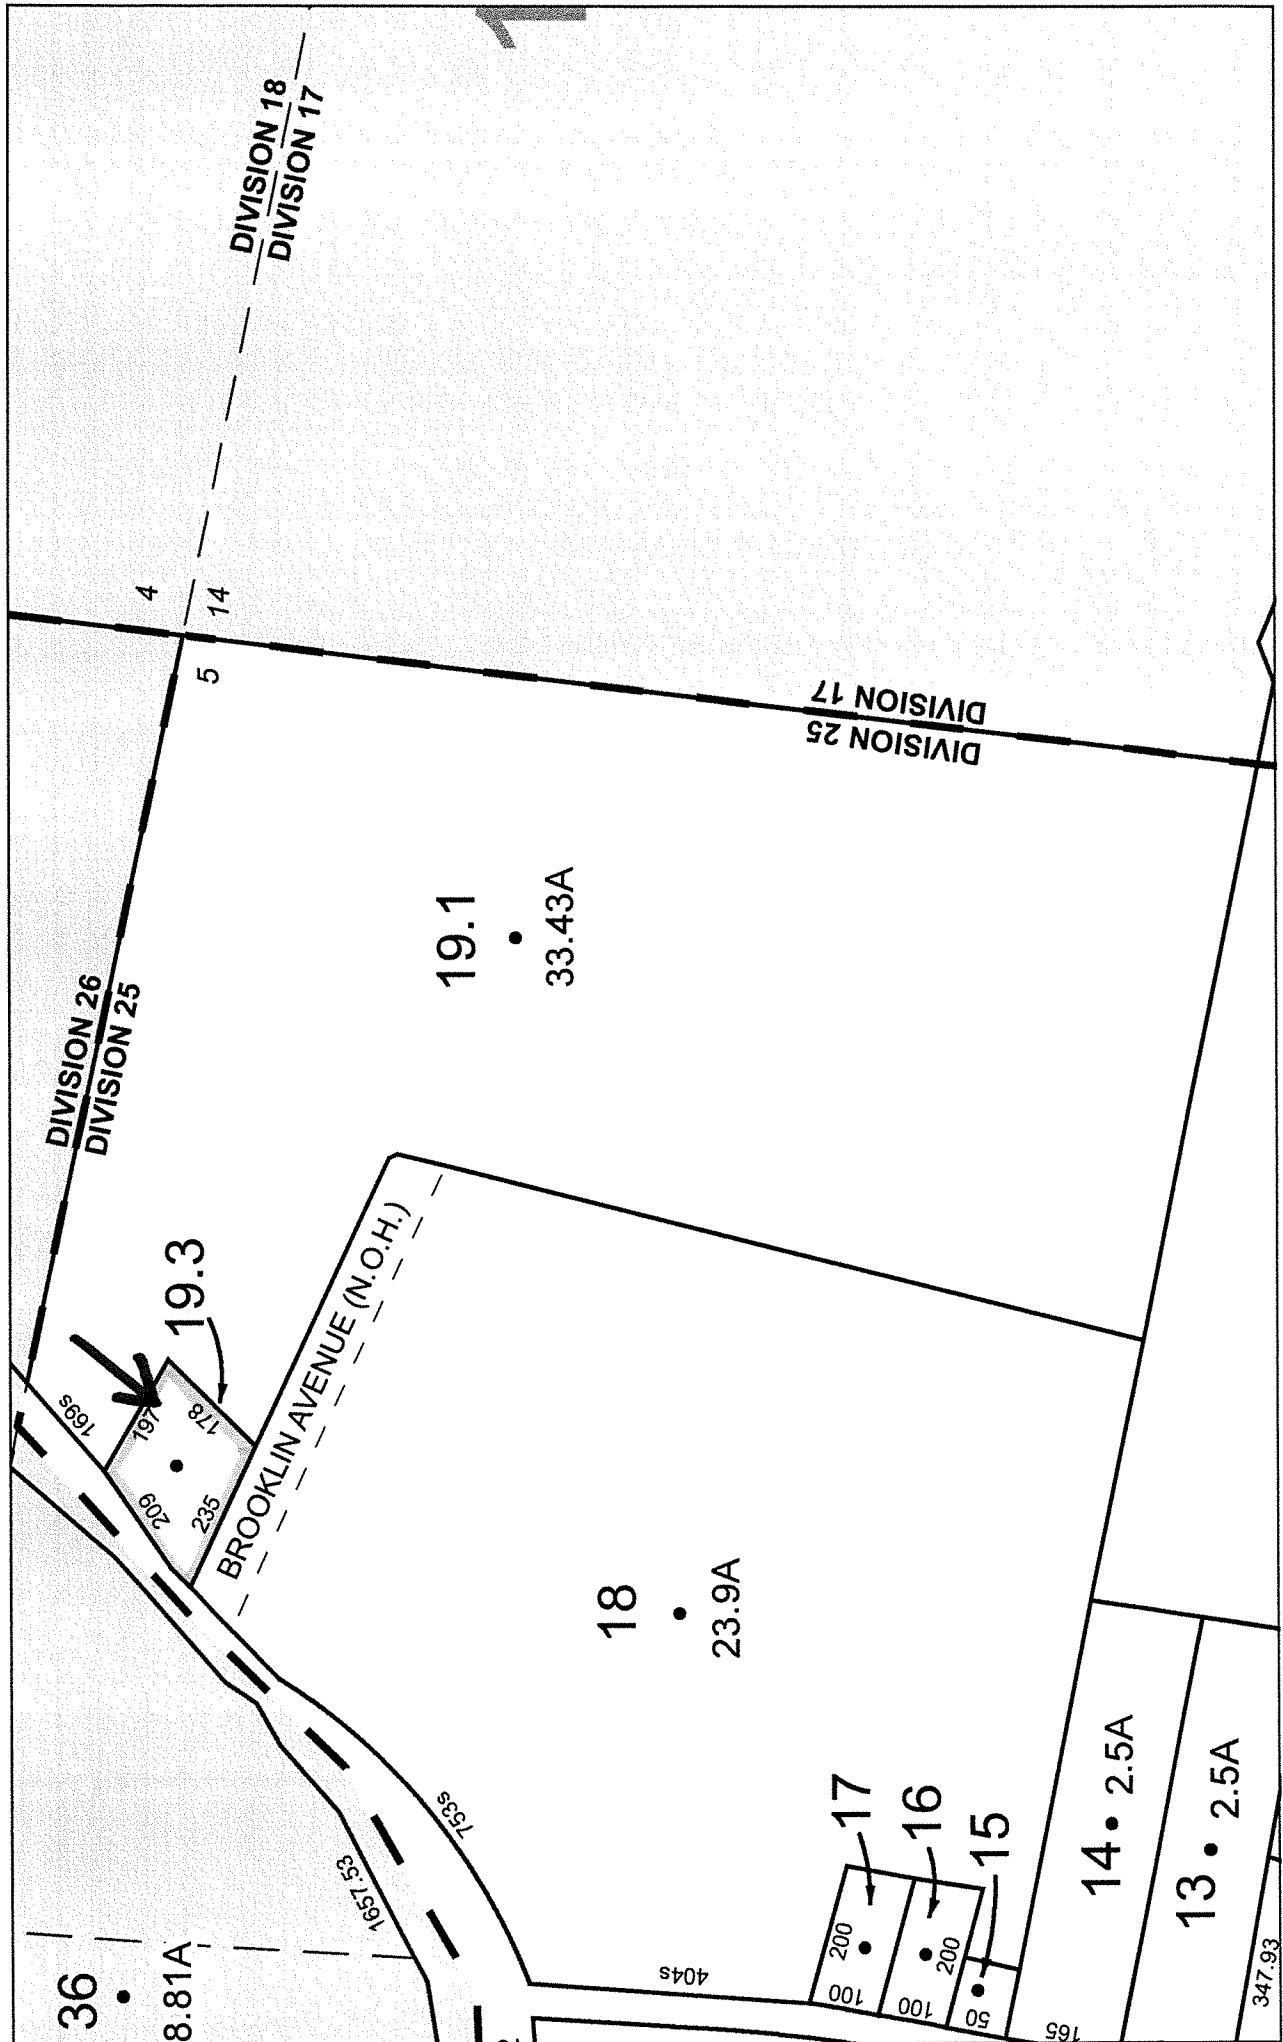 DIVISION 18
DIVISION 17
4
14
5
DIVISION 17
DIVISION 25
DIVISION 26
DIVISION 25
19.1
33.43A
19.3
169s
197
178
209
235
BROOKLIN AVENUE (N.O.H.)
18
23.9A
753s
1657.53
36
8.81A
404s
17
200
100
16
200
100
15
50
14
2.5A
13
2.5A
165
347.93